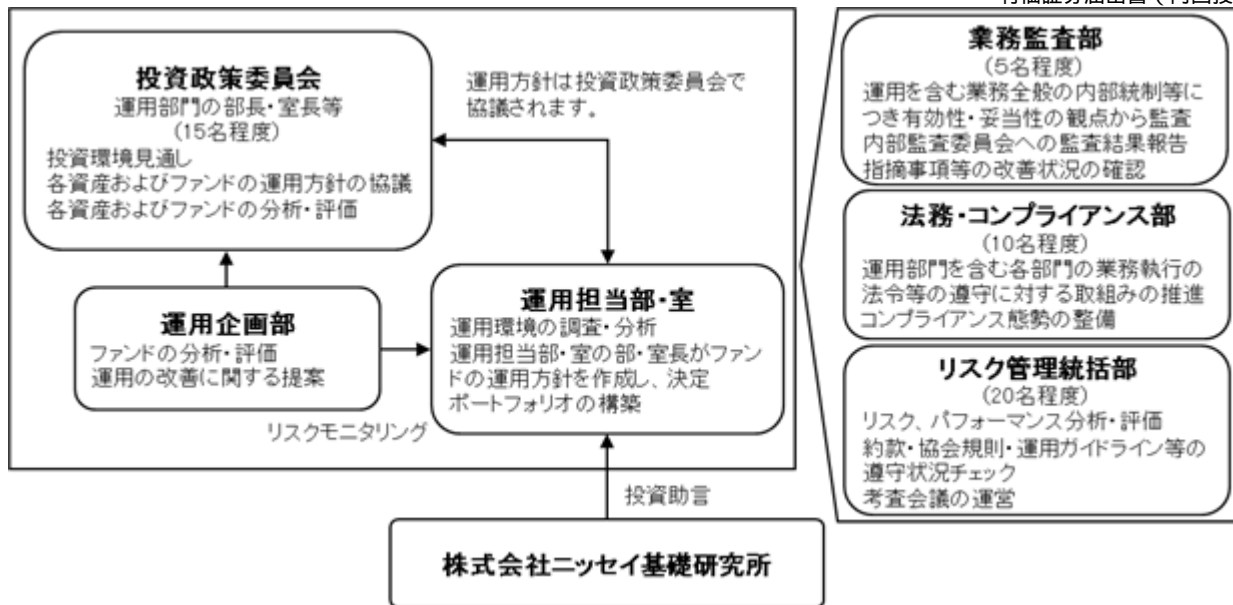 投資政策委員会
運用部門の部長・室長等
(15名程度)
投資環境見通し
各資産およびファンドの運用方針の協議
各資産およびファンドの分析・評価
運用方針は投資政策委員会で
協議されます。
運用企画部
ファンドの分析・評価
運用の改善に関する提案
リスクモニタリング
運用担当部・室
運用環境の調査・分析
運用担当部・室の部・室長がファン
ドの運用方針を作成し、決定
ポートフォリオの構築
投資助言
株式会社ニッセイ基礎研究所
業務監査部
(5名程度)
運用を含む業務全般の内部統制等に
つき有効性・妥当性の観点から監査
内部監査委員会への監査結果報告
指摘事項等の改善状況の確認
法務・コンプライアンス部
(10名程度)
運用部門を含む各部門の業務執行の
法令等の遵守に対する取組みの推進
コンプライアンス態勢の整備
リスク管理統括部
(20名程度)
リスク、パフォーマンス分析・評価
約款・協会規則・運用ガイドライン等の
遵守状況チェック
考査会議の運営